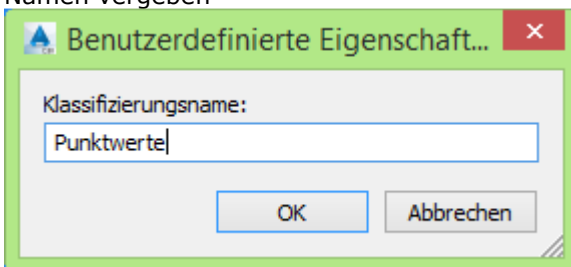 Namen vergeben
Benutzerdefinierte Eigenschaft...
Klassifizierungsname:
Punktwerte
OK Abbrechen